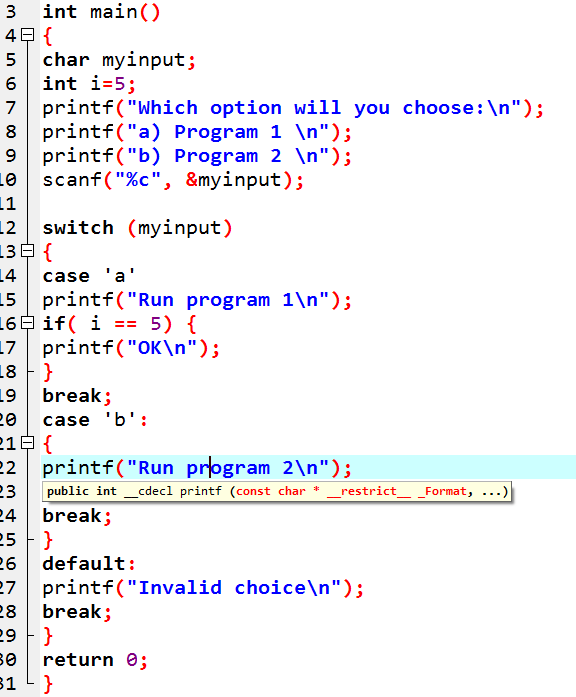 3 int main()
4 {
5 char myinput;
6 int i=5;
7 printf("Which option will you choose:\n");
8 printf("a) Program 1 \n");
9 printf("b) Program 2 \n");
10 scanf("%c", &myinput);
11
12 switch (myinput)
13 {
14 case 'a'
15 printf("Run program 1\n");
16 if( i == 5) {
17 printf("OK\n");
18 }
19 break;
20 case 'b':
21 {
22 printf("Run program 2\n");
23 public int __cdecl printf (const char * __restrict__ _Format, ...)
24 break;
25 }
26 default:
27 printf("Invalid choice\n");
28 break;
29 }
30 return 0;
31 }